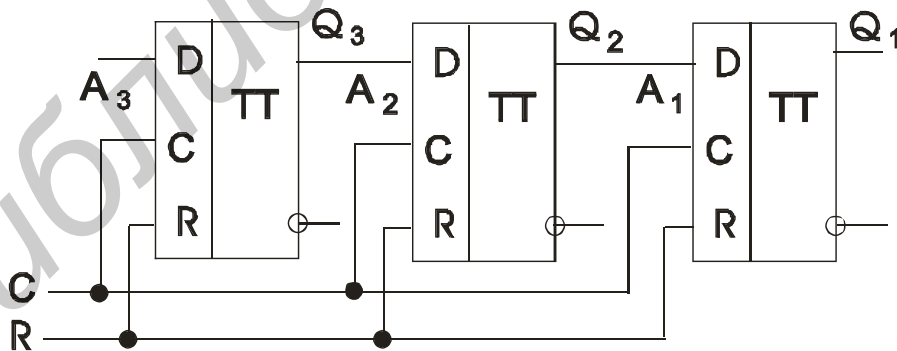 Q3 Q2 Q1
D D D
A3 A2 A1
TT TT TT
C C C
R R R
C
R